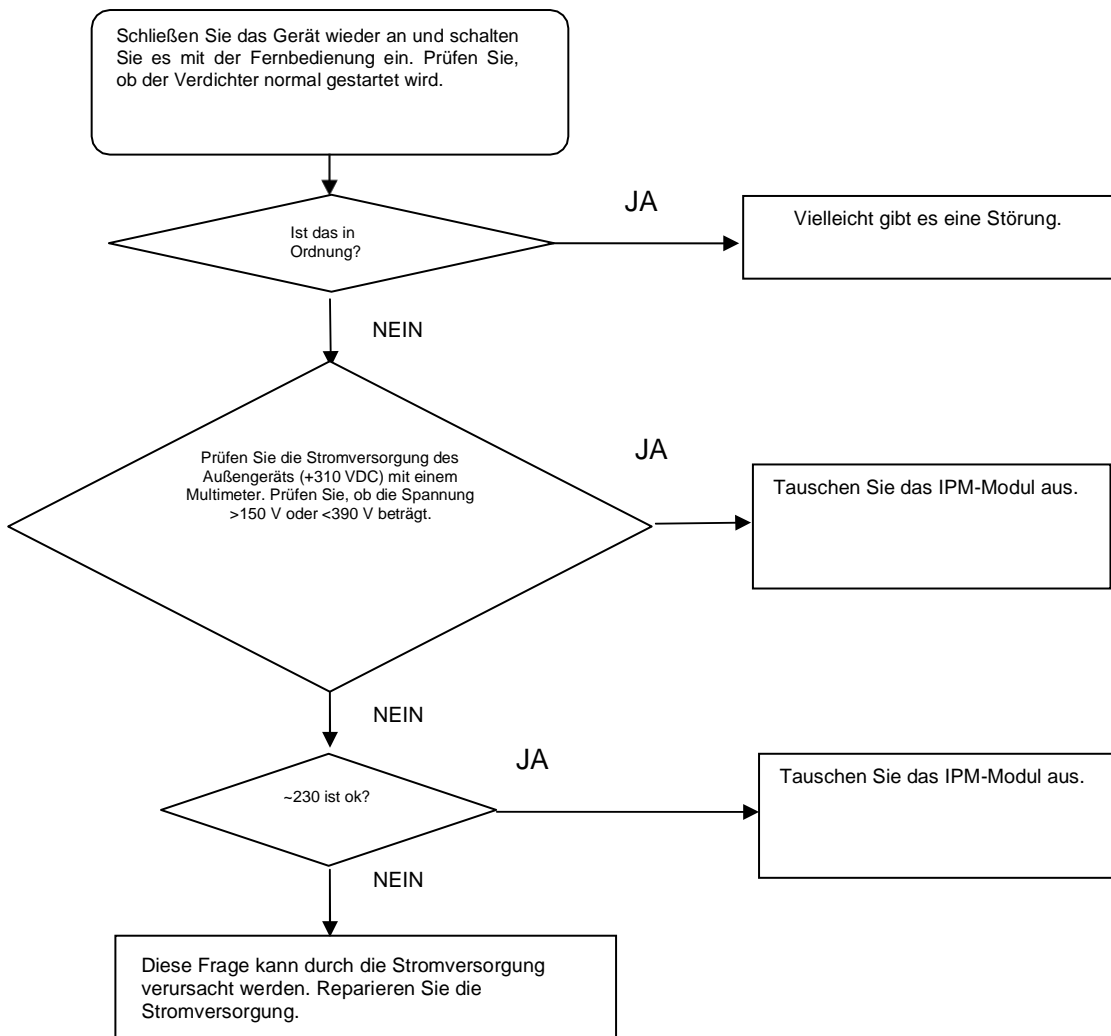 Schließen Sie das Gerät wieder an und schalten
Sie es mit der Fernbedienung ein. Prüfen Sie,
ob der Verdichter normal gestartet wird.
JA
Ist das in
Ordnung?
Vielleicht gibt es eine Störung.
NEIN
Prüfen Sie die Stromversorgung des
Außengeräts (+310 VDC) mit einem
Multimeter. Prüfen Sie, ob die Spannung
>150 V oder <390 V beträgt.
JA
Tauschen Sie das IPM-Modul aus.
NEIN
JA
~230 ist ok?
Tauschen Sie das IPM-Modul aus.
NEIN
Diese Frage kann durch die Stromversorgung
verursacht werden. Reparieren Sie die
Stromversorgung.